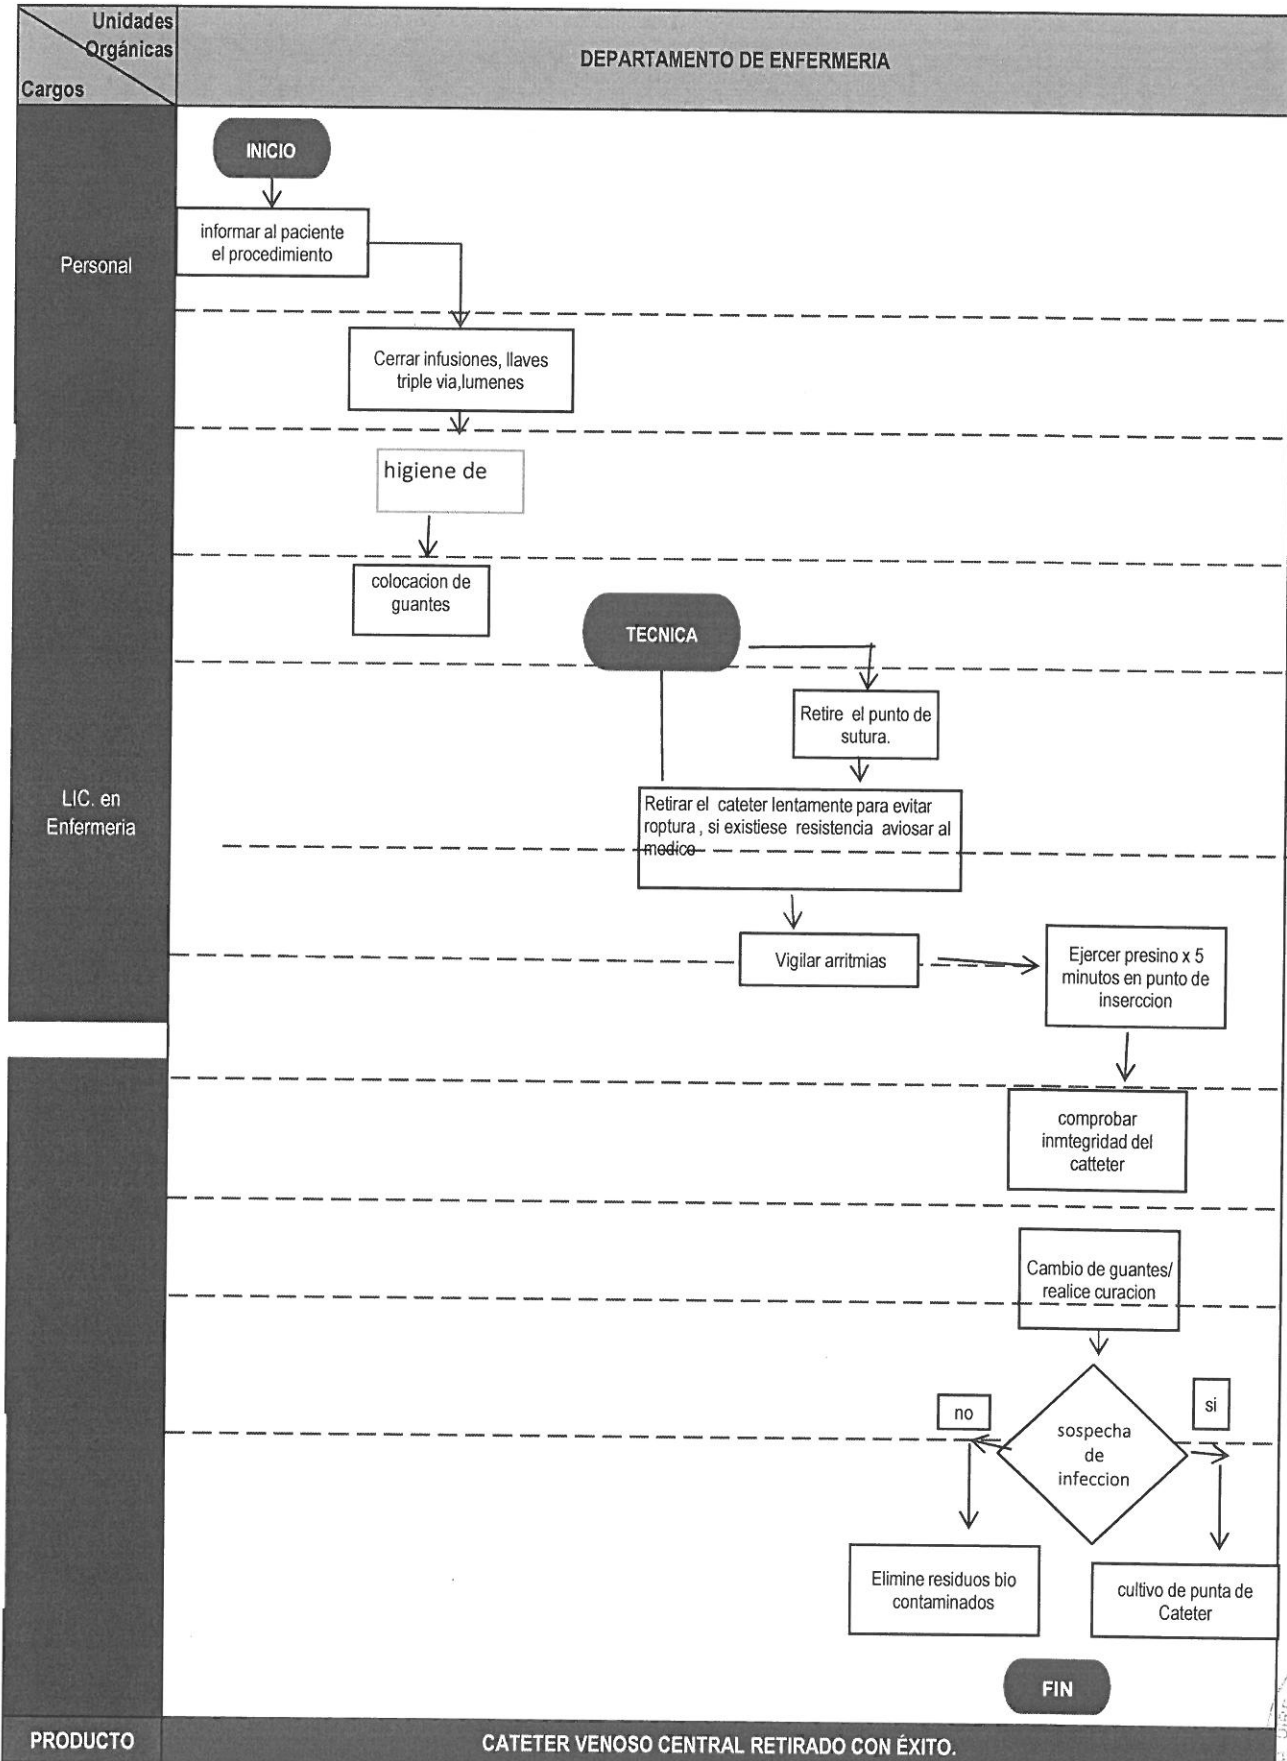 Unidades
Orgánicas
Cargos
DEPARTAMENTO DE ENFERMERIA
INICIO
informar al paciente
el procedimiento
Personal
Cerrar infusiones, llaves
triple via,lumenes
higiene de
colocacion de
guantes
TECNICA
Retire el punto de
sutura.
LIC. en
Enfermeria
Retirar el cateter lentamente para evitar
roptura , si existiese resistencia aviosar al
medico
Vigilar arritmias
Ejercer presino x 5
minutos en punto de
inserccion
comprobar
inmtegridad del
catteter
Cambio de guantes/
realice curacion
no
si
sospecha
de
infeccion
Elimine residuos bio
contaminados
cultivo de punta de
Cateter
FIN
PRODUCTO
CATETER VENOSO CENTRAL RETIRADO CON ÉXITO.